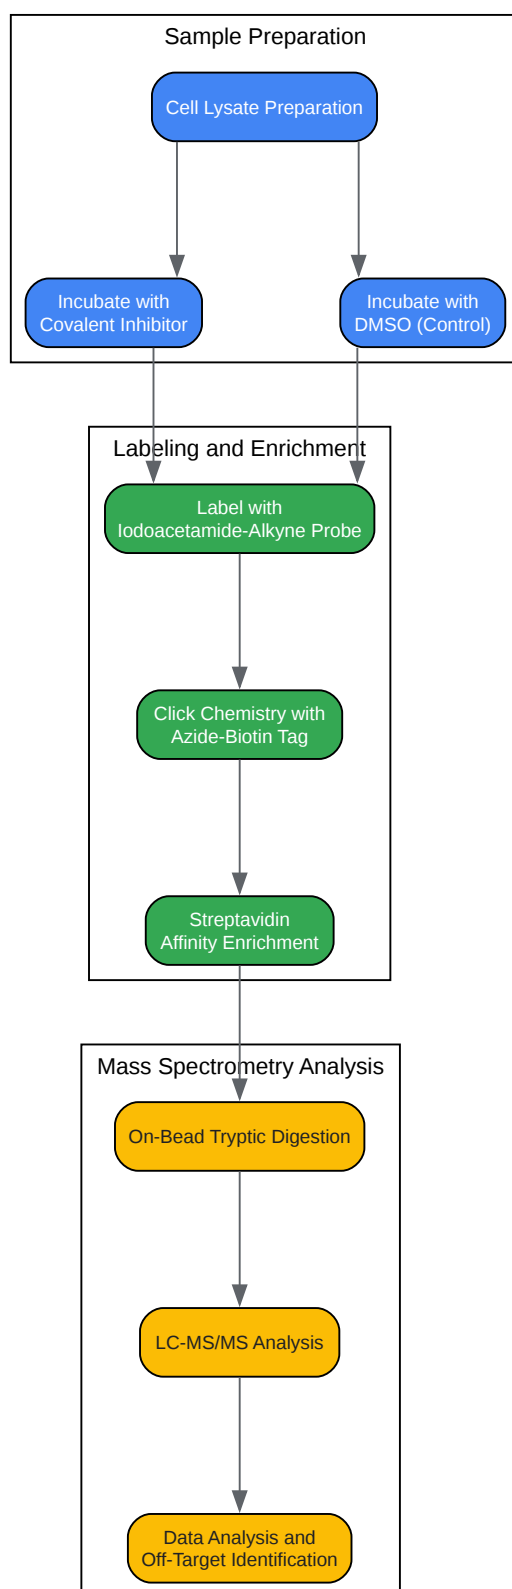 Sample Preparation
Cell Lysate Preparation
Incubate with
Covalent Inhibitor
Incubate with
DMSO (Control)
Labeling and Enrichment
Label with
Iodoacetamide-Alkyne Probe
Click Chemistry with
Azide-Biotin Tag
Streptavidin
Affinity Enrichment
Mass Spectrometry Analysis
On-Bead Tryptic Digestion
LC-MS/MS Analysis
Data Analysis and
Off-Target Identification